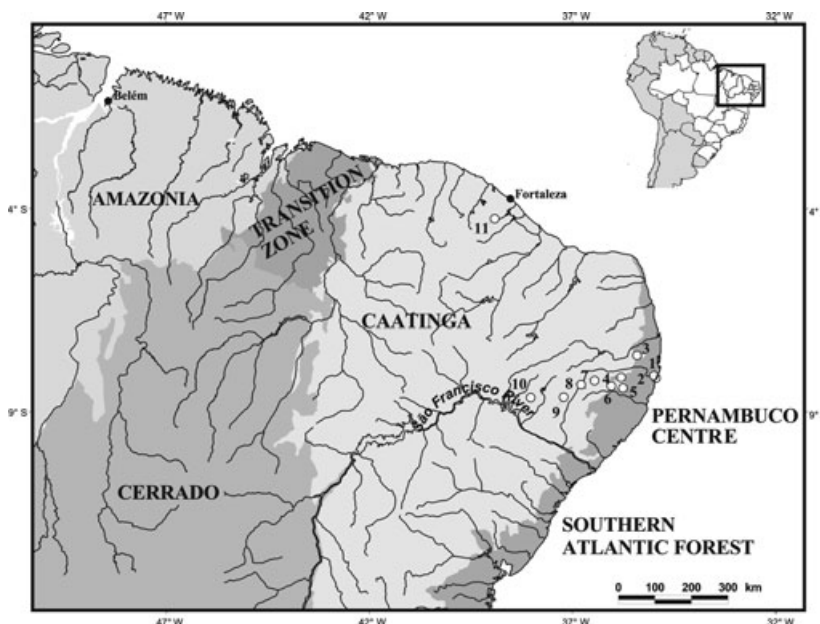 47° W 42° W 37° W 32° W
Belém
AMAZONIA
TRANSITION
ZONE
Fortaleza
4° S 4°
11
CAATINGA
3
1
10 8 7 4 2
9 6 5
São Francisco River
9° S 9°
PERNAMBUCO
CENTRE
CERRADO
SOUTHERN
ATLANTIC FOREST
0 100 200 300 km
47° W 42° W 37° W 32° W